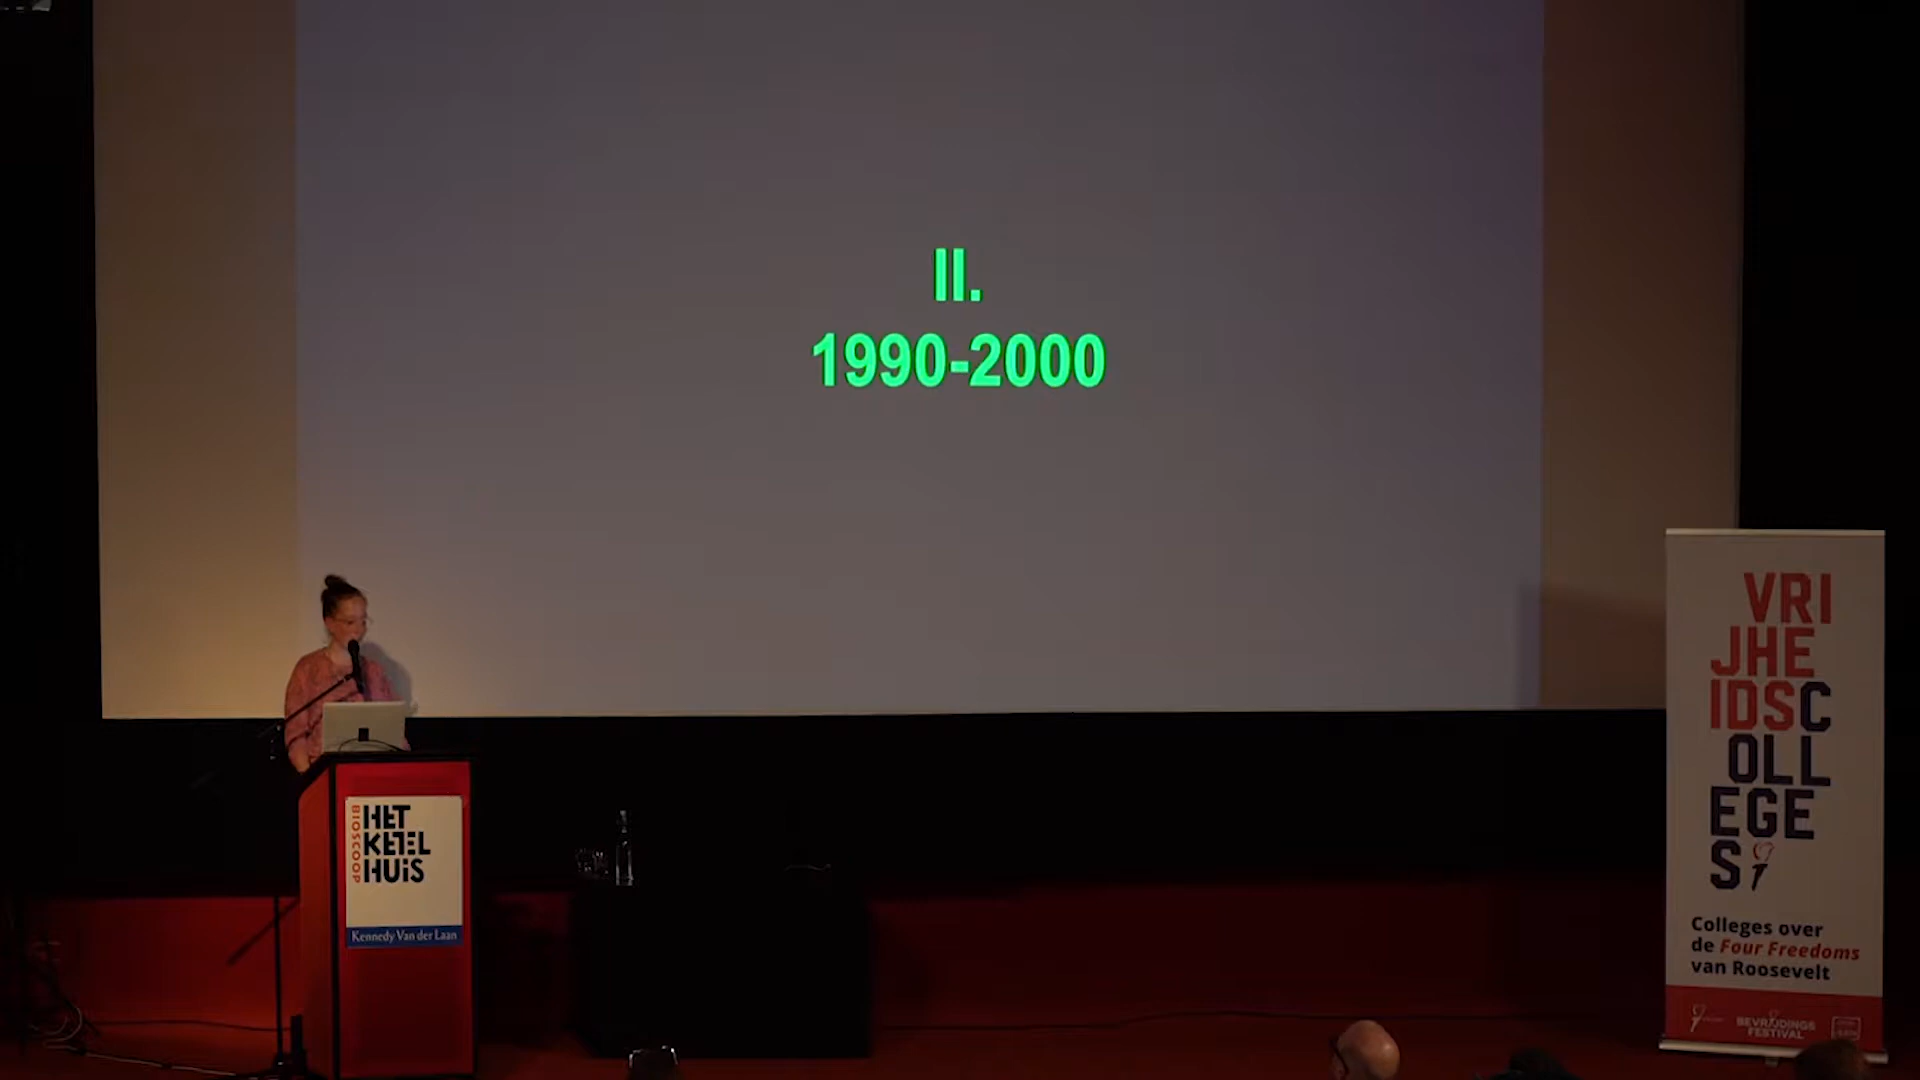 II.
1990-2000
BIOSCOOP
HET
KETEL
HUIS
Kennedy Van der Laan
VRI
JHE
IDSC
OLL
EGE
S
Colleges over
de Four Freedoms
van Roosevelt
BEVRIJDINGS
FESTIVAL